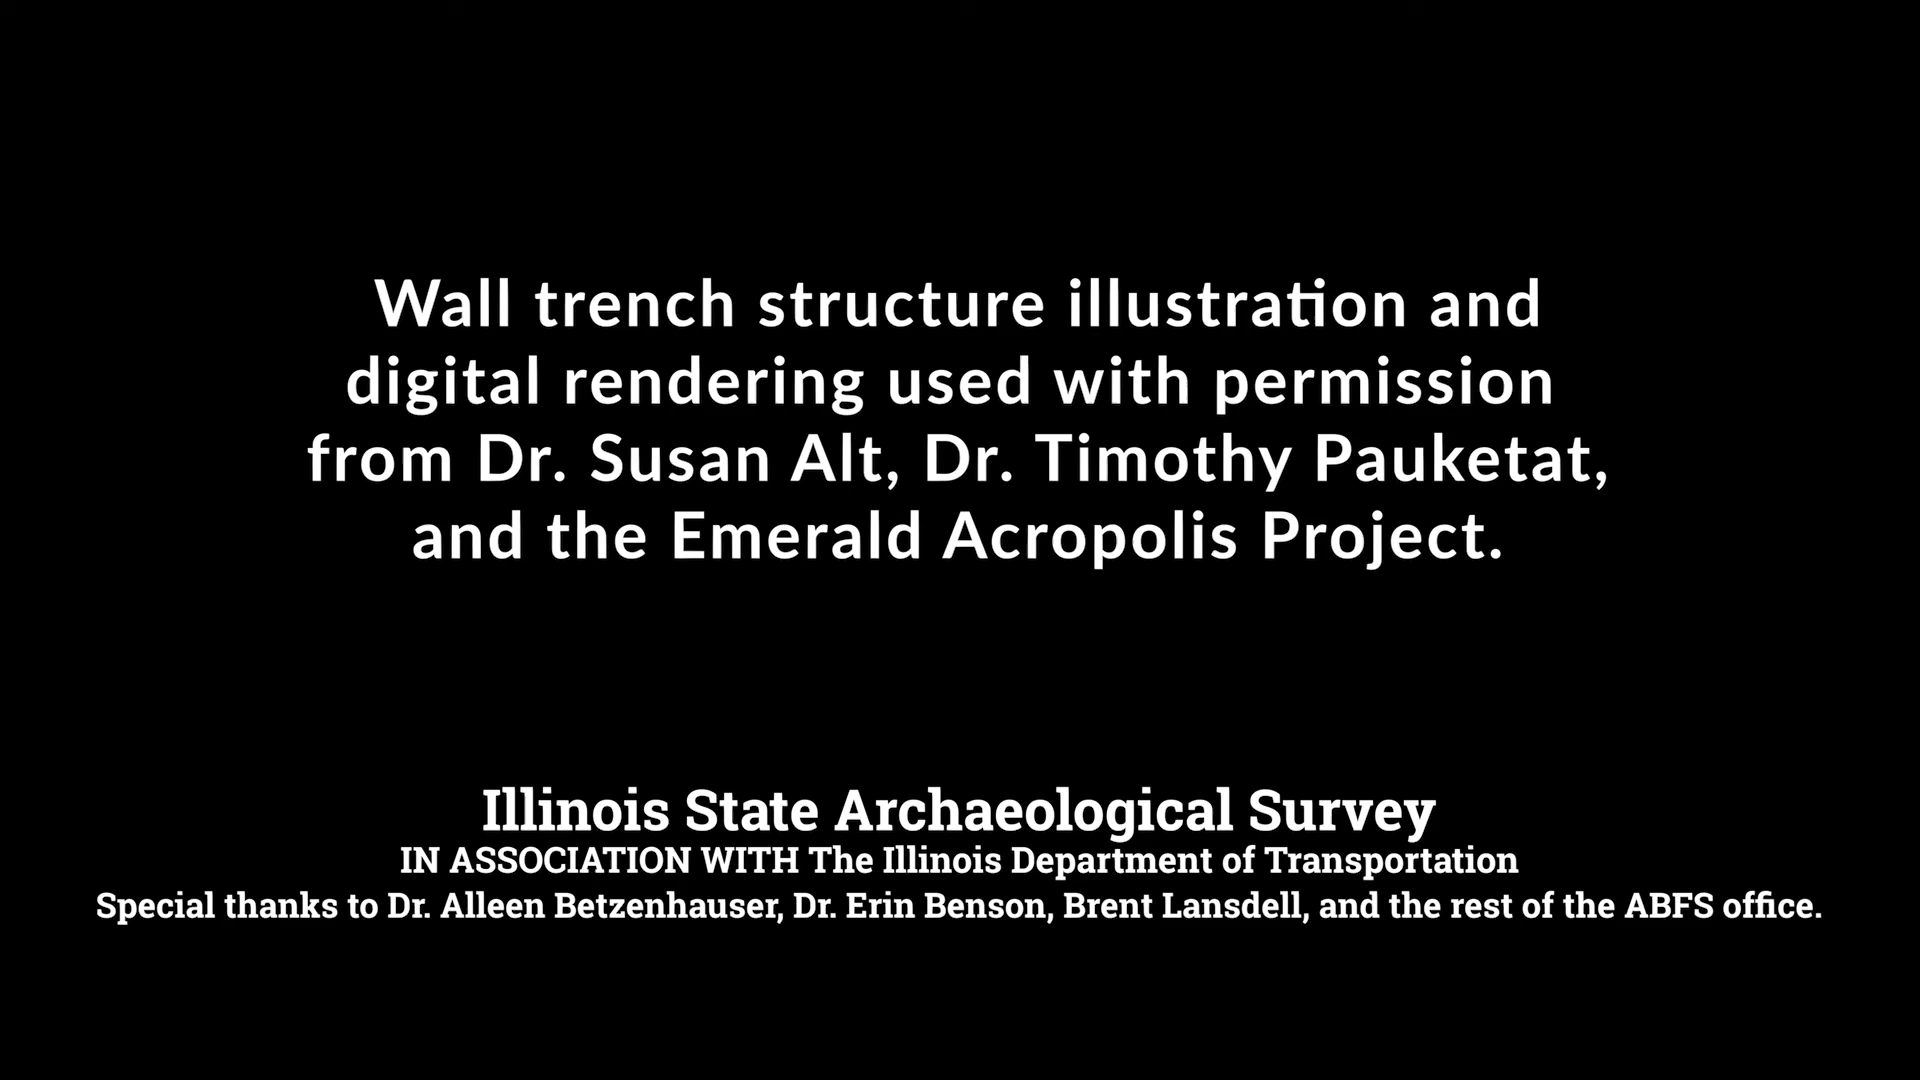 Wall trench structure illustration and
digital rendering used with permission
from Dr. Susan Alt, Dr. Timothy Pauketat,
and the Emerald Acropolis Project.
Illinois State Archaeological Survey
IN ASSOCIATION WITH The Illinois Department of Transportation
Special thanks to Dr. Alleen Betzenhauser, Dr. Erin Benson, Brent Lansdell, and the rest of the ABFS office.